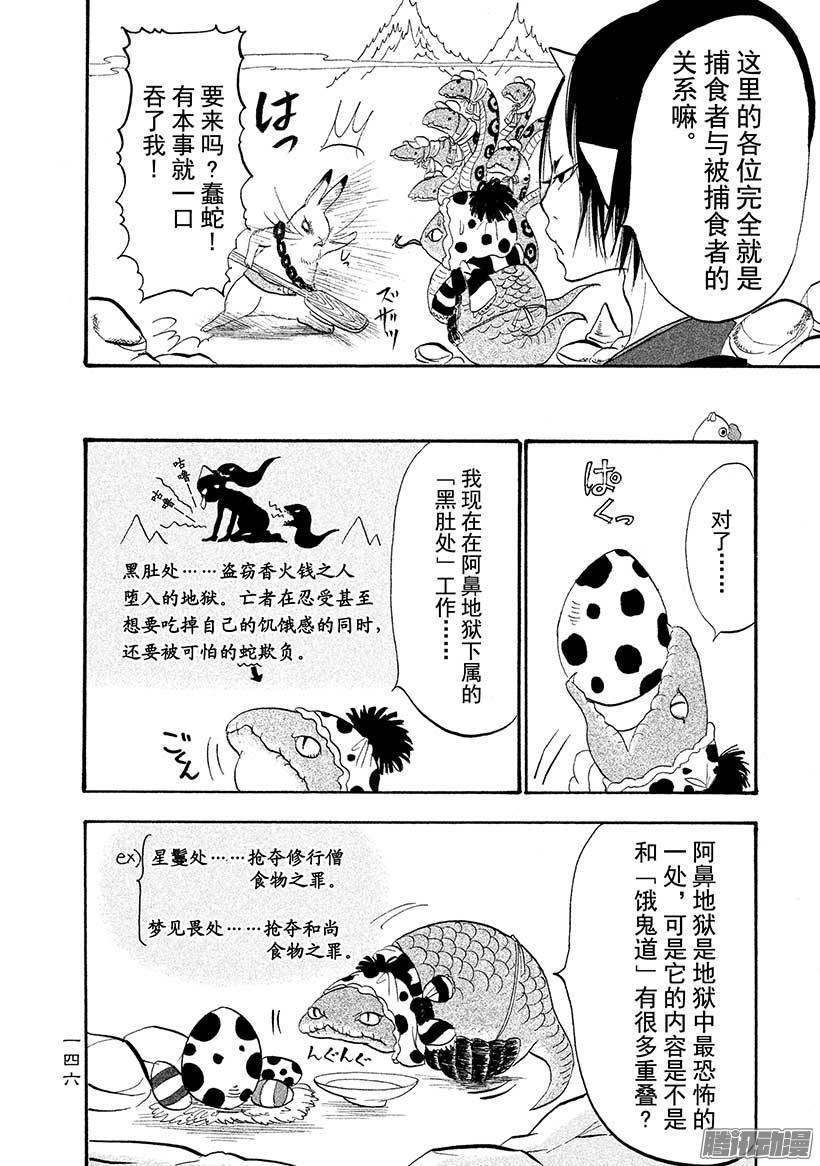 这里的各位完全就是
捕食者与被捕食者的
关系嘛。
はっ
ズザッ
要来吗？蠢蛇！
有本事就一口
吞了我！
对了……
ぱくっ
我现在在阿鼻地狱下属的
「黑肚处」工作……
咕噜
咕噜
黑肚处……盗窃香火钱之人
堕入的地狱。亡者在忍受甚至
想要吃掉自己的饥饿感的同时，
还要被可怕的蛇欺负。
ごくん
阿鼻地狱是地狱中最恐怖的
一处，可是它的内容是不是
和「饿鬼道」有很多重叠？
ex)
星鬘处……抢夺修行僧
食物之罪。
梦见畏处……抢夺和尚
食物之罪。
んぐんぐ
一四六
腾讯动漫